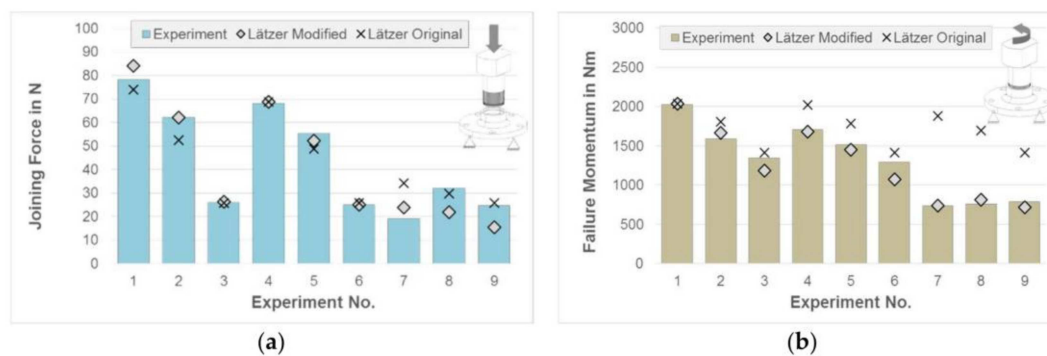 100
90
80
70
60
50
40
30
20
10
0
Joining Force in N
Experiment Lätzer Modified Lätzer Original
1 2 3 4 5 6 7 8 9
Experiment No.
(a)
3000
2500
2000
1500
1000
500
0
Failure Momentum in Nm
Experiment Lätzer Modified Lätzer Original
1 2 3 4 5 6 7 8 9
Experiment No.
(b)